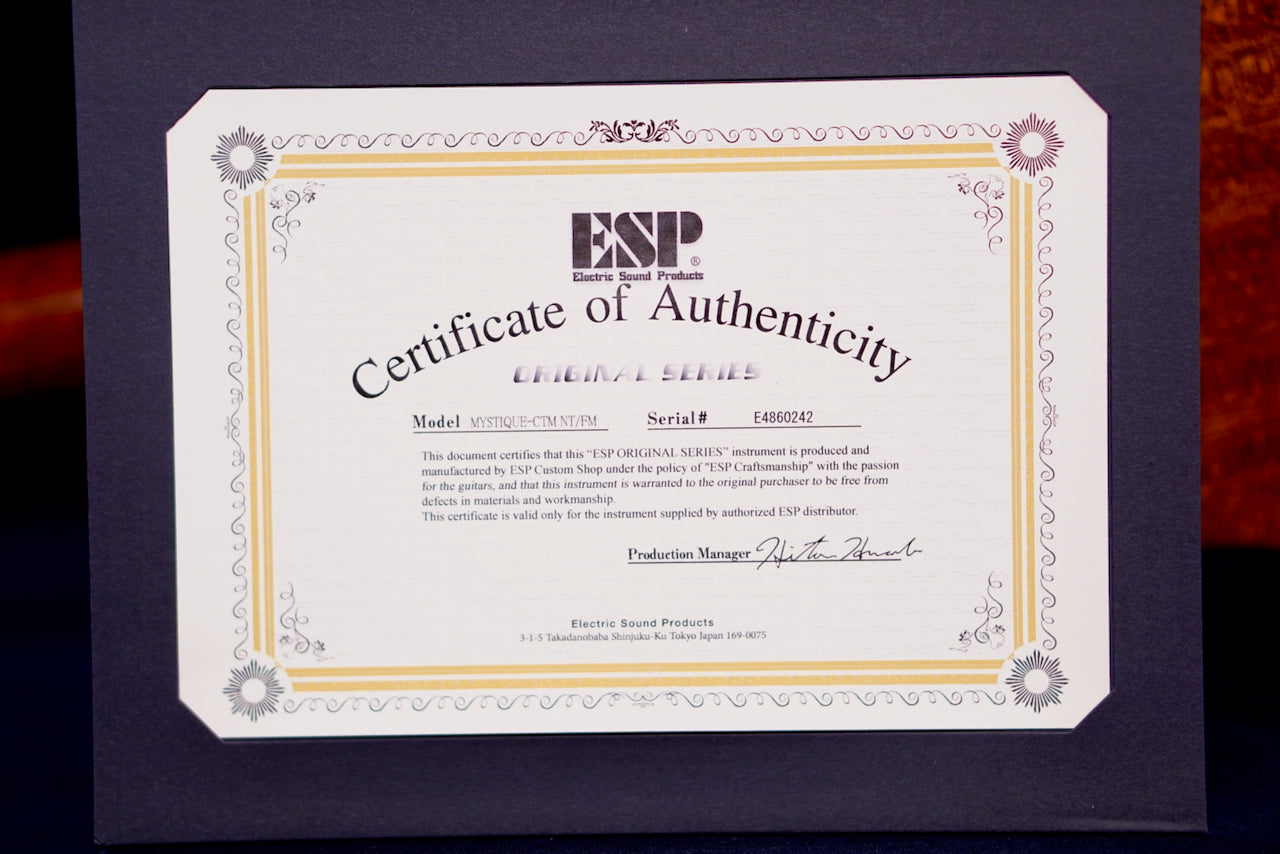 ESP®
Electric Sound Products
Certificate of Authenticity
ORIGINAL SERIES
Model MYSTIQUE-CTM NT/FM Serial# E4860242
This document certifies that this “ESP ORIGINAL SERIES” instrument is produced and
manufactured by ESP Custom Shop under the policy of "ESP Craftsmanship" with the passion
for the guitars, and that this instrument is warranted to the original purchaser to be free from
defects in materials and workmanship.
This certificate is valid only for the instrument supplied by authorized ESP distributor.
Production Manager
Electric Sound Products
3-1-5 Takadanobaba Shinjuku-Ku Tokyo Japan 169-0075